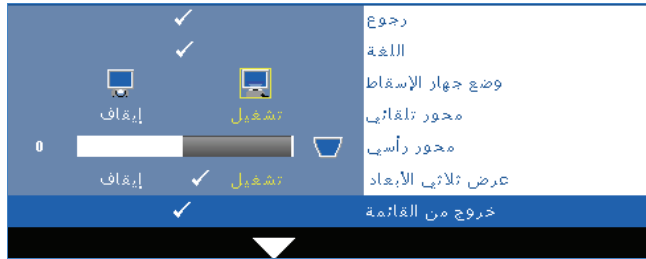 رجوع
اللغة
وضع جهار الإسقاط
محور تلقائي تشغيل إيقاف
محور رأسي 0
عرض ثلاثي الأبعاد تشغيل إيقاف
خروج من القائمة